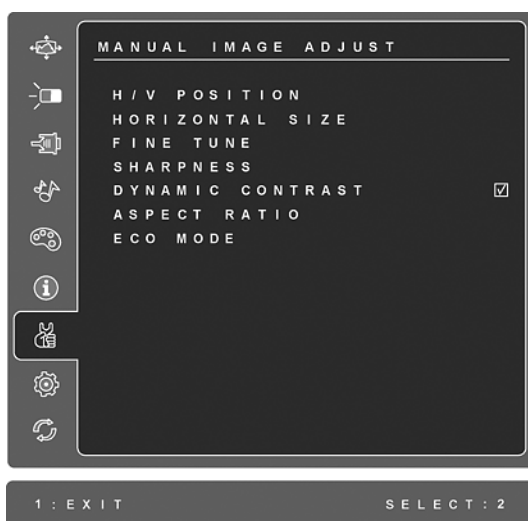 MANUAL IMAGE ADJUST
H/V POSITION
HORIZONTAL SIZE
FINE TUNE
SHARPNESS
DYNAMIC CONTRAST
ASPECT RATIO
ECO MODE
1:EXIT SELECT:2